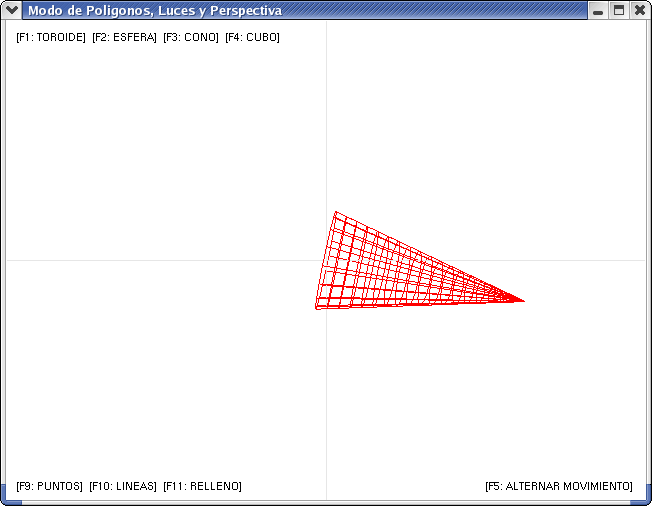 Modo de Poligonos, Luces y Perspectiva
[F1: TOROIDE] [F2: ESFERA] [F3: CONO] [F4: CUBO]
[F9: PUNTOS] [F10: LINEAS] [F11: RELLENO] [F5: ALTERNAR MOVIMIENTO]